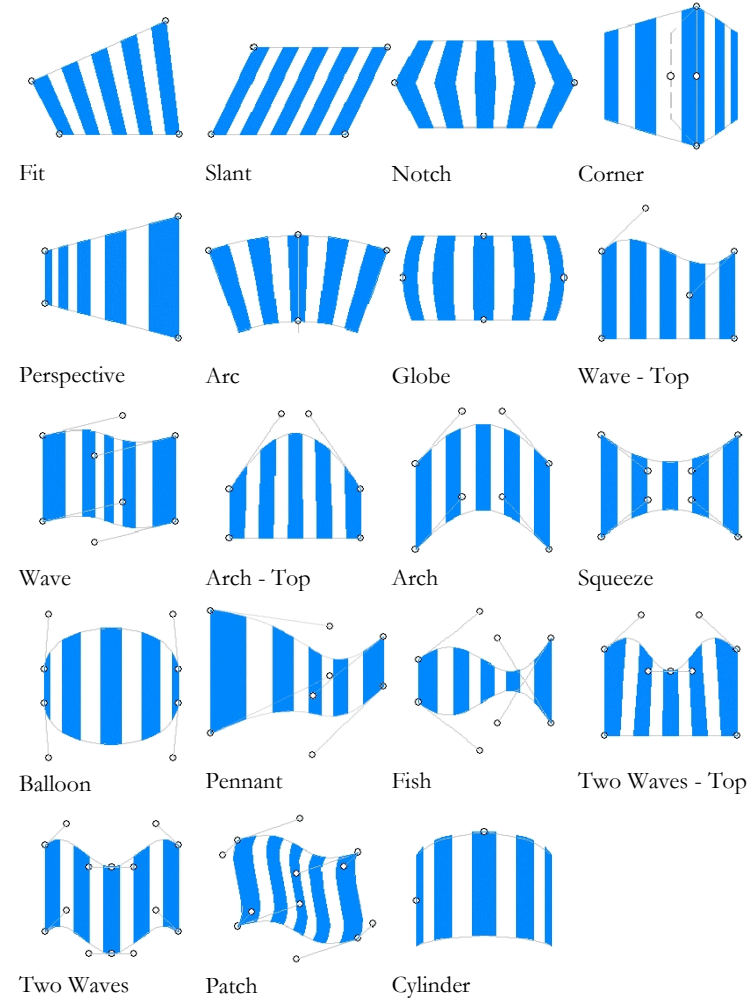 Fit Slant Notch Corner
Perspective Arc Globe Wave - Top
Wave Arch - Top Arch Squeeze
Balloon Pennant Fish Two Waves - Top
Two Waves Patch Cylinder